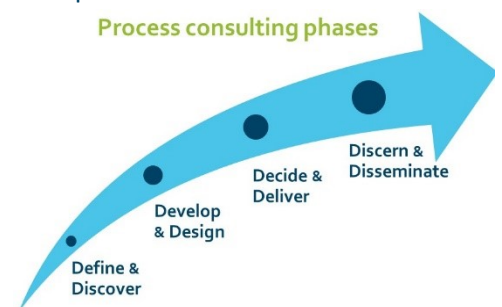 Process consulting phases
Define &
Discover
Develop
& Design
Decide &
Deliver
Discern &
Disseminate